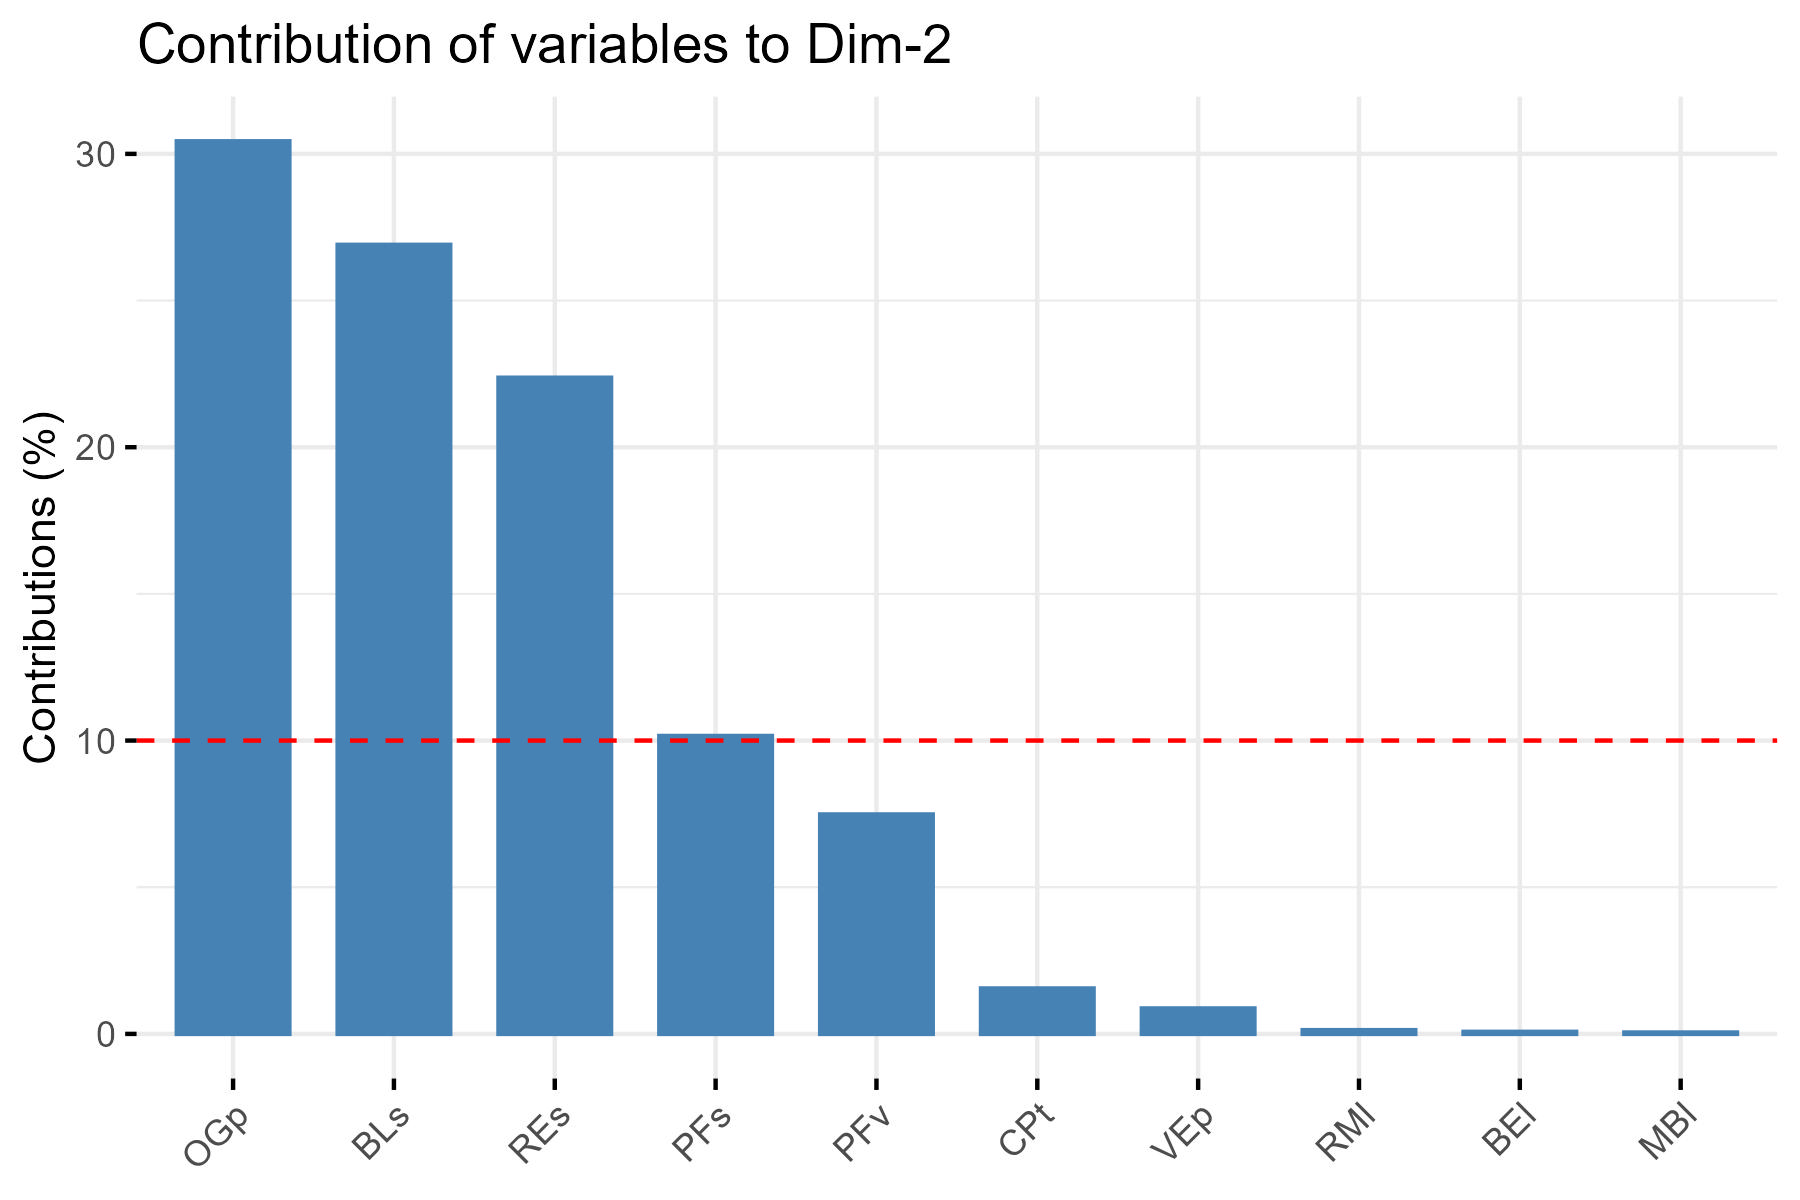 Contribution of variables to Dim-2
Contributions (%)
30
20
10
0
OGp
BLs
REs
PFs
PFv
CPt
VEp
RMl
BEl
MBl